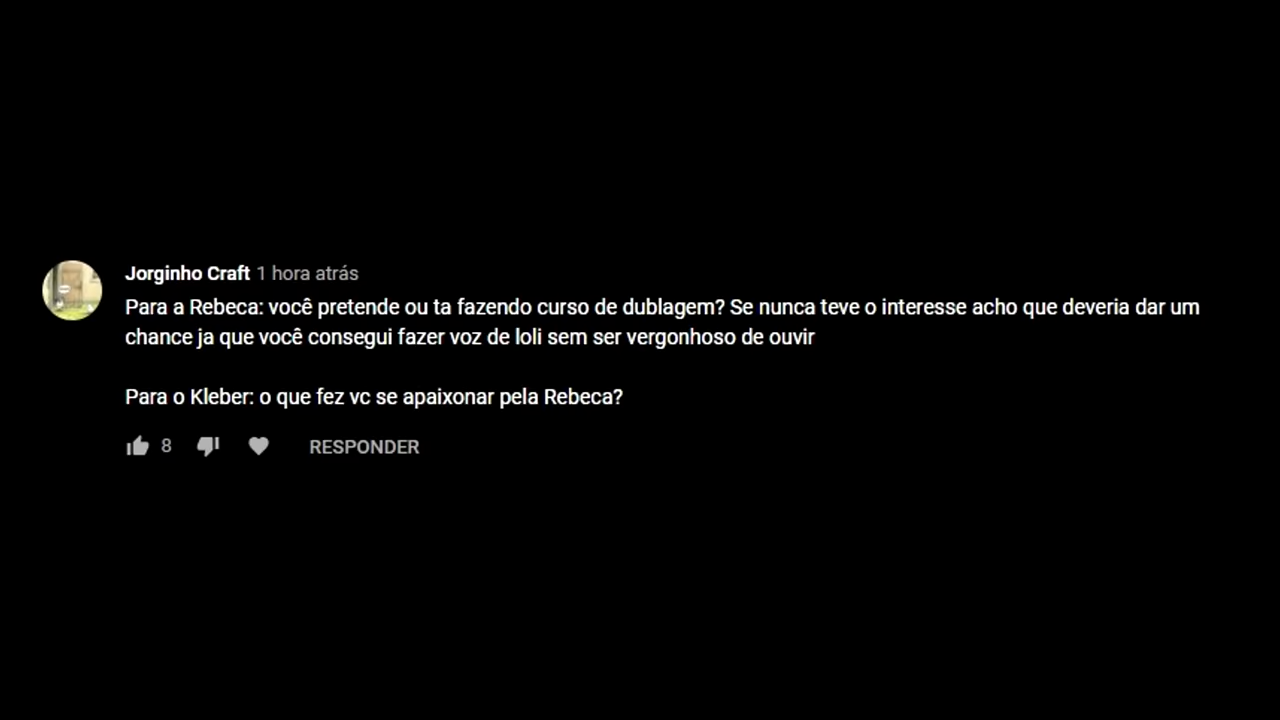 Jorginho Craft 1 hora atrás
Para a Rebeca: você pretende ou ta fazendo curso de dublagem? Se nunca teve o interesse acho que deveria dar um
chance ja que você consegui fazer voz de loli sem ser vergonhoso de ouvir
Para o Kleber: o que fez vc se apaixonar pela Rebeca?
8 RESPONDER